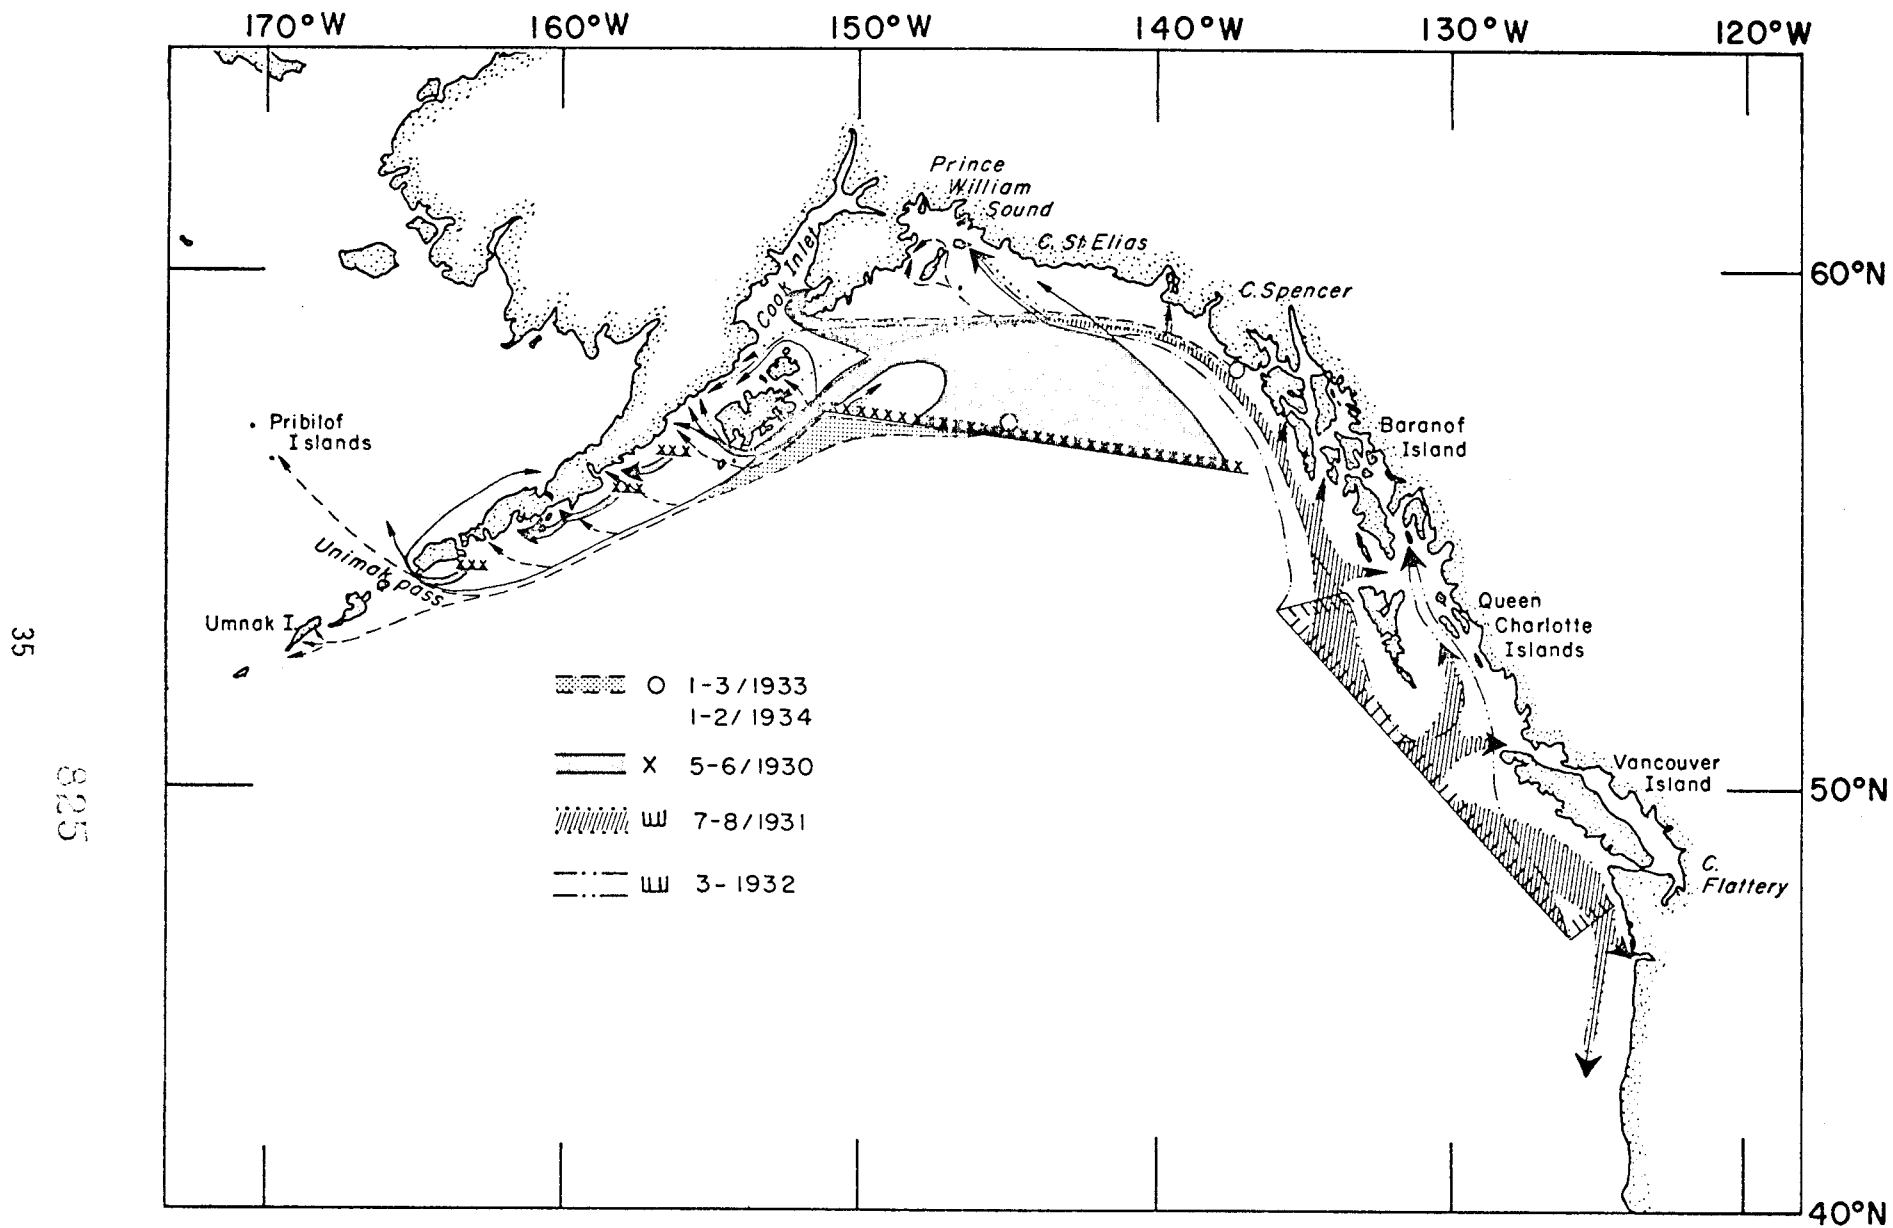 170°W 160°W 150°W 140°W 130°W 120°W
Prince
William
Sound
C. St. Elias
Cook Inlet
C. Spencer
60°N
Pribilof
Islands
Baranof
Island
Unimak pass
Umnak I.
Queen
Charlotte
Islands
O 1-3/1933
1-2/1934
X 5-6/1930
7-8/1931
3-1932
Vancouver
Island
50°N
C.
Flattery
40°N
35
825